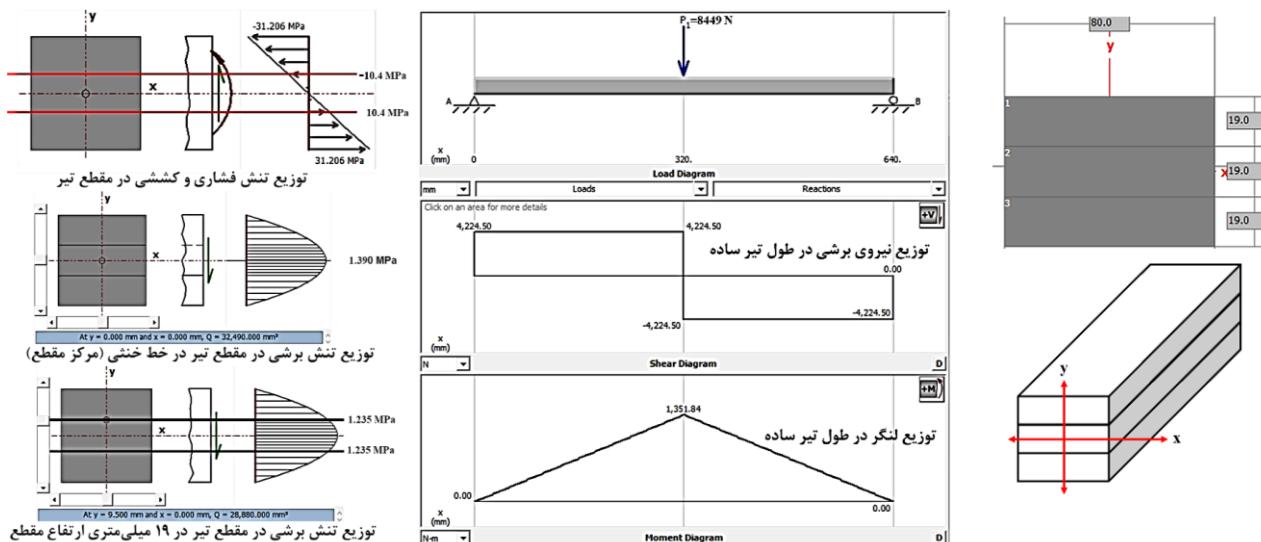 y
-31.206 MPa
x
-10.4 MPa
10.4 MPa
31.206 MPa
توزیع تنش فشاری و کششی در مقطع تیر
y
x
1.390 MPa
At y = 0.000 mm and x = 0.000 mm, Q = 32,490.000 mm³
توزیع تنش برشی در مقطع تیر در خط خنثی (مرکز مقطع)
y
x
1.235 MPa
1.235 MPa
At y = 9.500 mm and x = 0.000 mm, Q = 28,880.000 mm³
توزیع تنش برشی در مقطع تیر در ۱۹ میلی‌متری ارتفاع مقطع
P1=8449 N
A
B
x
(mm)
0
320.
640.
Load Diagram
mm
Loads
Reactions
Click on an area for more details
+V
4,224.50
4,224.50
توزیع نیروی برشی در طول تیر ساده
0.00
-4,224.50
-4,224.50
x
(mm)
N
Shear Diagram
D
+M
1,351.84
توزیع لنگر در طول تیر ساده
0.00
0.00
x
(mm)
N-m
Moment Diagram
D
80.0
y
1
19.0
2
x
19.0
3
19.0
y
x